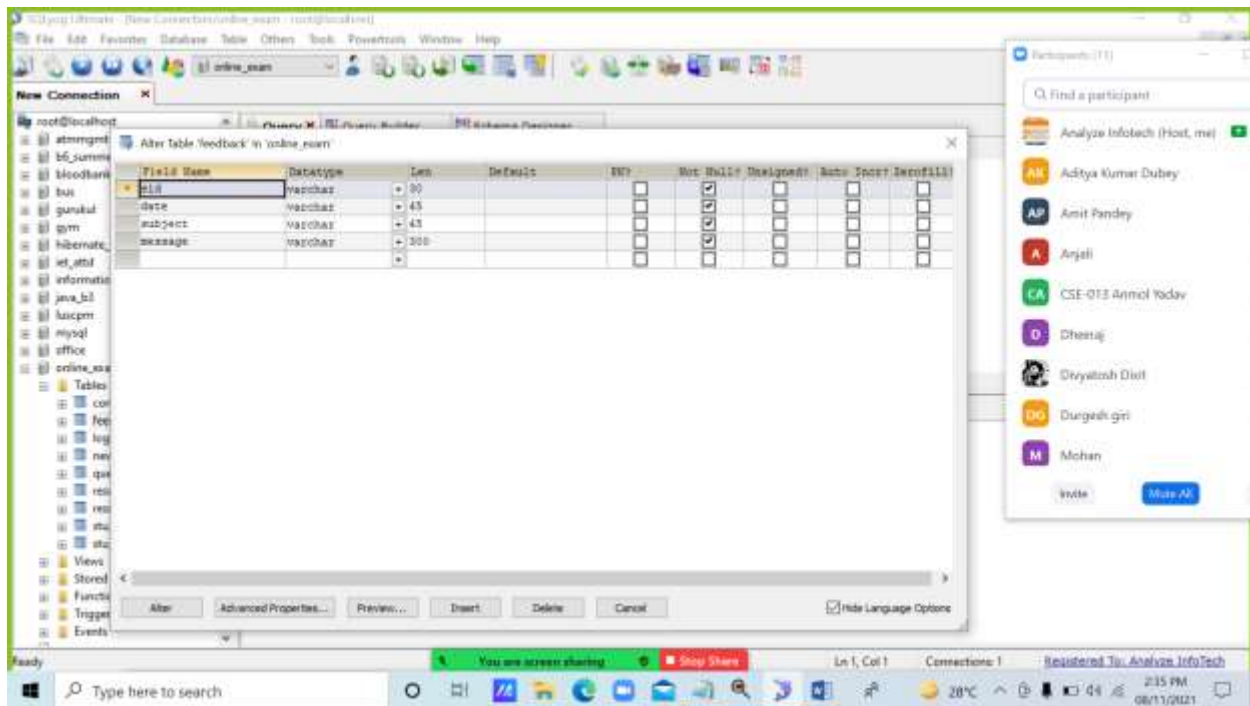 SQLyog Ultimate - [New Connection/online_exam - root@localhost]
File Edit Favorites Database Table Others Tools Powertools Window Help
online_exam
New Connection
root@localhost
Query
Query Builder
Schema Designer
atmmgmt
bloodbank
bus
gurukul
gym
hibernate_
java_b3
luscpm
mysql
office
Tables
Views
Stored
Functi
Trigger
Events
Alter Table 'feedback' in 'online_exam'
Field Name Datatype Len Default PK? Not Null? Unsigned? Auto Incr? Zerofill?
eid varchar 30
date varchar 45
subject varchar 45
message varchar 300
Alter Advanced Properties... Preview... Insert Delete Cancel Hide Language Options
Participants (11)
Find a participant
Analyze Infotech (Host, me)
AK Aditya Kumar Dubey
AP Amit Pandey
A Anjali
CA CSE-013 Anmol Yadav
D Dheeraj
Divyatosh Dixit
DG Durgesh giri
M Mohan
Invite Mute All
Ready
You are screen sharing Stop Share
Ln 1, Col 1 Connections: 1 Registered To: Analyze InfoTech
Type here to search
28°C
2:35 PM
08/11/2021